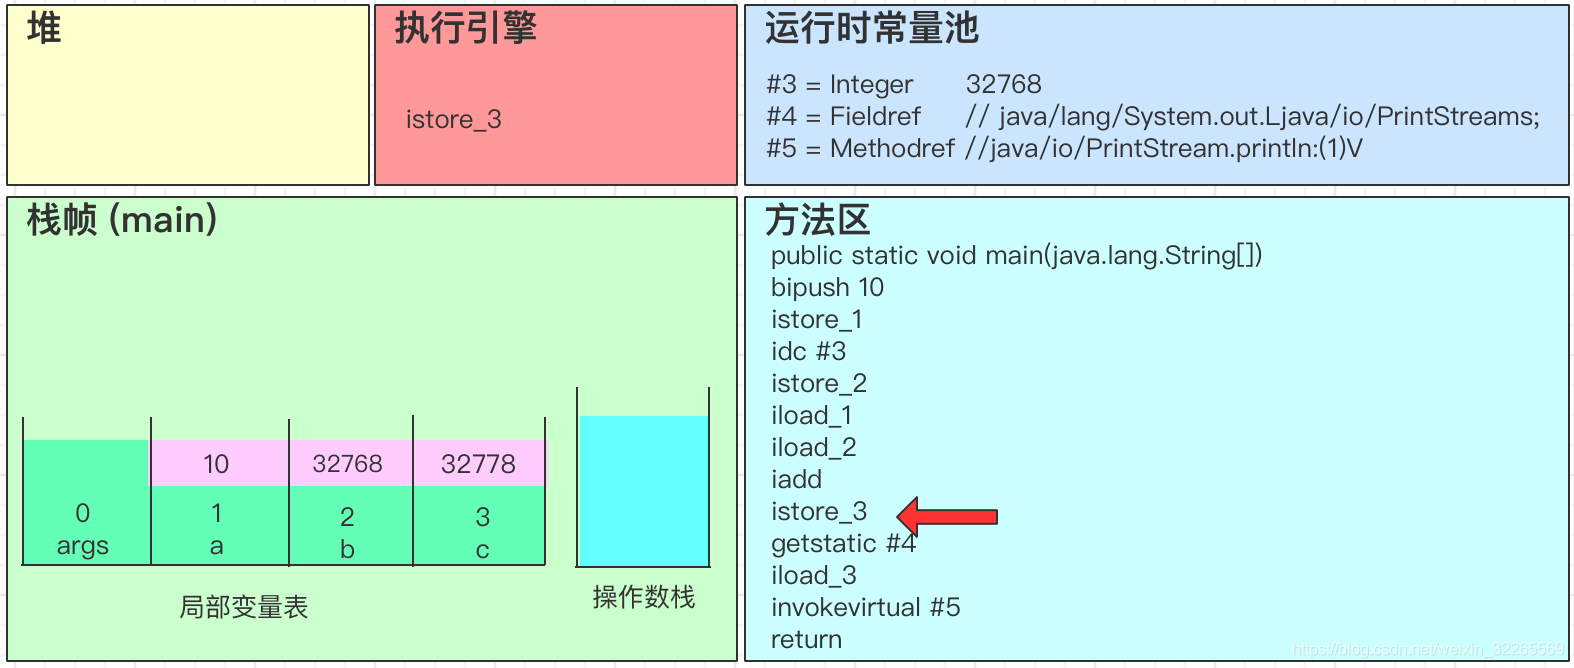 堆
执行引擎
istore_3
运行时常量池
#3 = Integer 32768
#4 = Fieldref // java/lang/System.out.Ljava/io/PrintStreams;
#5 = Methodref //java/io/PrintStream.println:(1)V
栈帧 (main)
10 32768 32778
0 1 2 3
args a b c
局部变量表
操作数栈
方法区
public static void main(java.lang.String[])
bipush 10
istore_1
idc #3
istore_2
iload_1
iload_2
iadd
istore_3
getstatic #4
iload_3
invokevirtual #5
return
https://blog.csdn.net/weixin_32265569